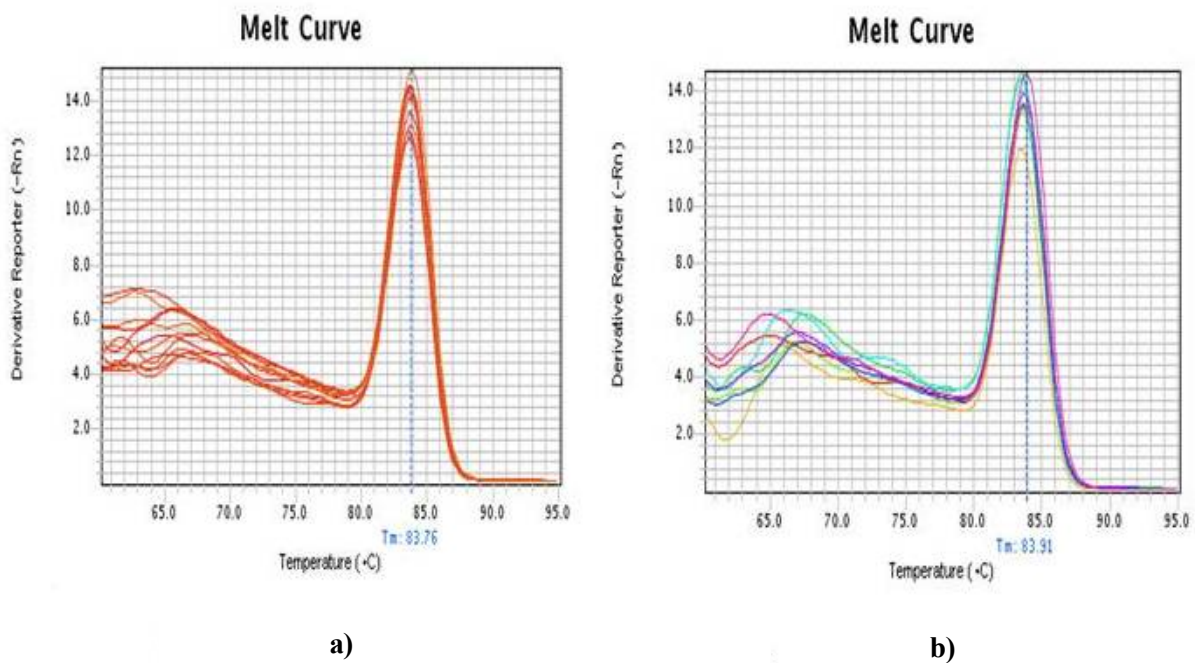 Melt Curve
Derivative Reporter (-Rn)
14.0
12.0
10.0
8.0
6.0
4.0
2.0
65.0 70.0 75.0 80.0 85.0 90.0 95.0
Tm: 83.76
Temperature (•C)
a)
Melt Curve
Derivative Reporter (-Rn)
14.0
12.0
10.0
8.0
6.0
4.0
2.0
65.0 70.0 75.0 80.0 85.0 90.0 95.0
Tm: 83.91
Temperature (•C)
b)